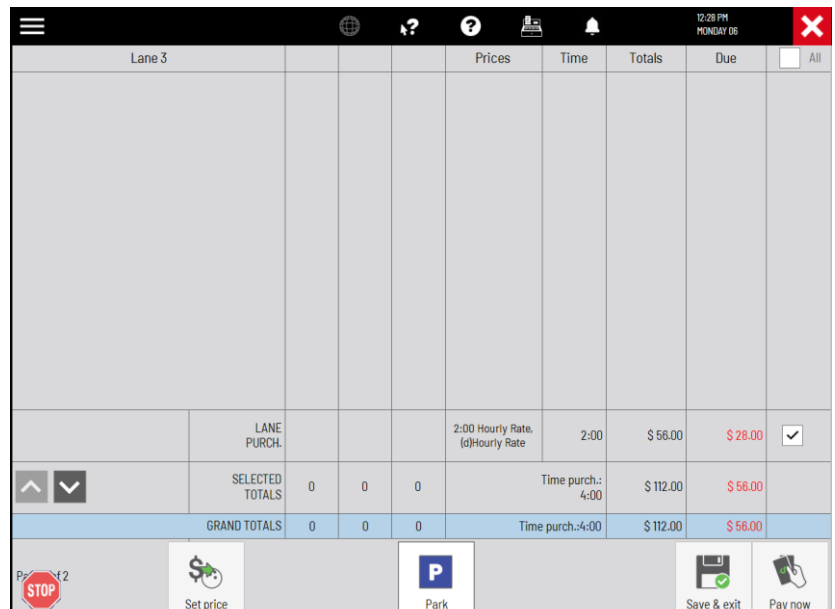 12:28 PM
MONDAY 06
Lane 3 Prices Time Totals Due All
LANE PURCH. 2:00 Hourly Rate, (d)Hourly Rate 2:00 $ 56.00 $ 28.00
SELECTED TOTALS 0 0 0 Time purch.: 4:00 $ 112.00 $ 56.00
GRAND TOTALS 0 0 0 Time purch.:4:00 $ 112.00 $ 56.00
2
STOP
Set price
P
Park
Save & exit
Pay now